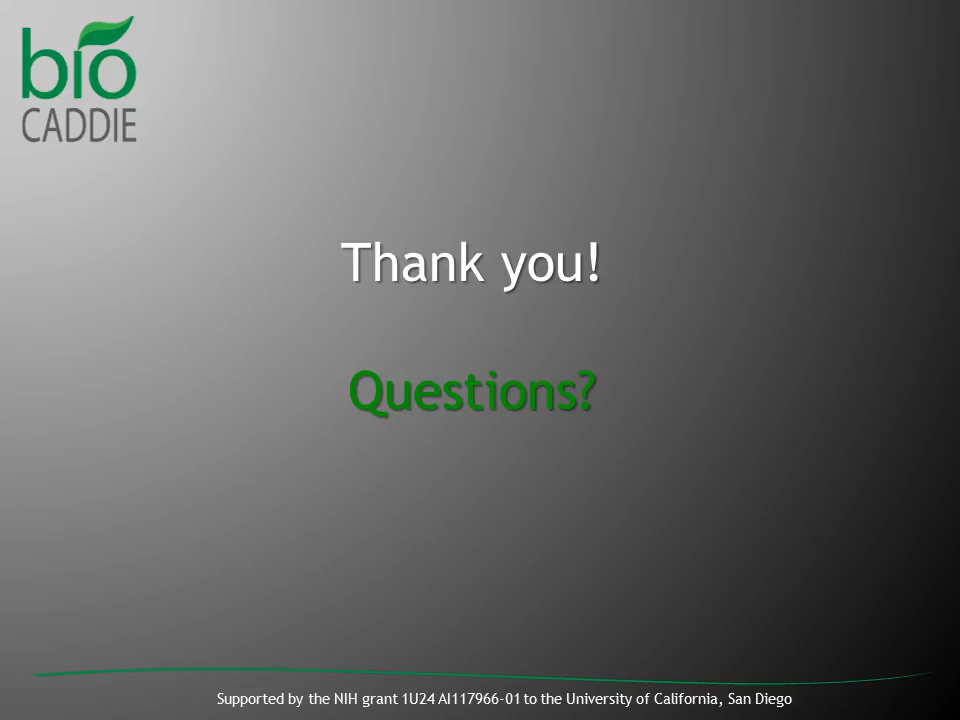 bio
CADDIE
Thank you!
Questions?
Supported by the NIH grant 1U24 AI117966-01 to the University of California, San Diego